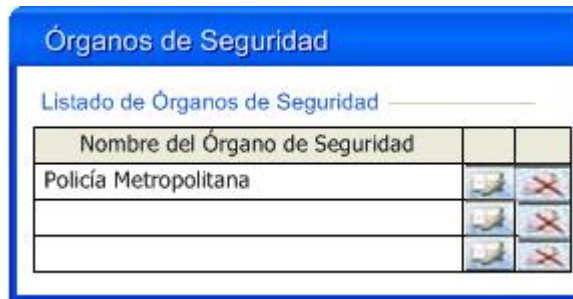 Órganos de Seguridad
Listado de Órganos de Seguridad
Nombre del Órgano de Seguridad
Policía Metropolitana